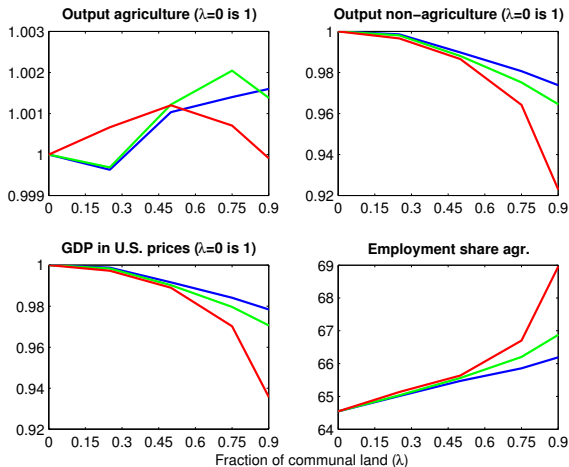 Output agriculture (λ=0 is 1)
1.003
1.002
1.001
1
0.999
0 0.15 0.3 0.45 0.6 0.75 0.9
Output non−agriculture (λ=0 is 1)
1
0.98
0.96
0.94
0.92
0 0.15 0.3 0.45 0.6 0.75 0.9
GDP in U.S. prices (λ=0 is 1)
1
0.98
0.96
0.94
0.92
0 0.15 0.3 0.45 0.6 0.75 0.9
Employment share agr.
69
68
67
66
65
64
0 0.15 0.3 0.45 0.6 0.75 0.9
Fraction of communal land (λ)